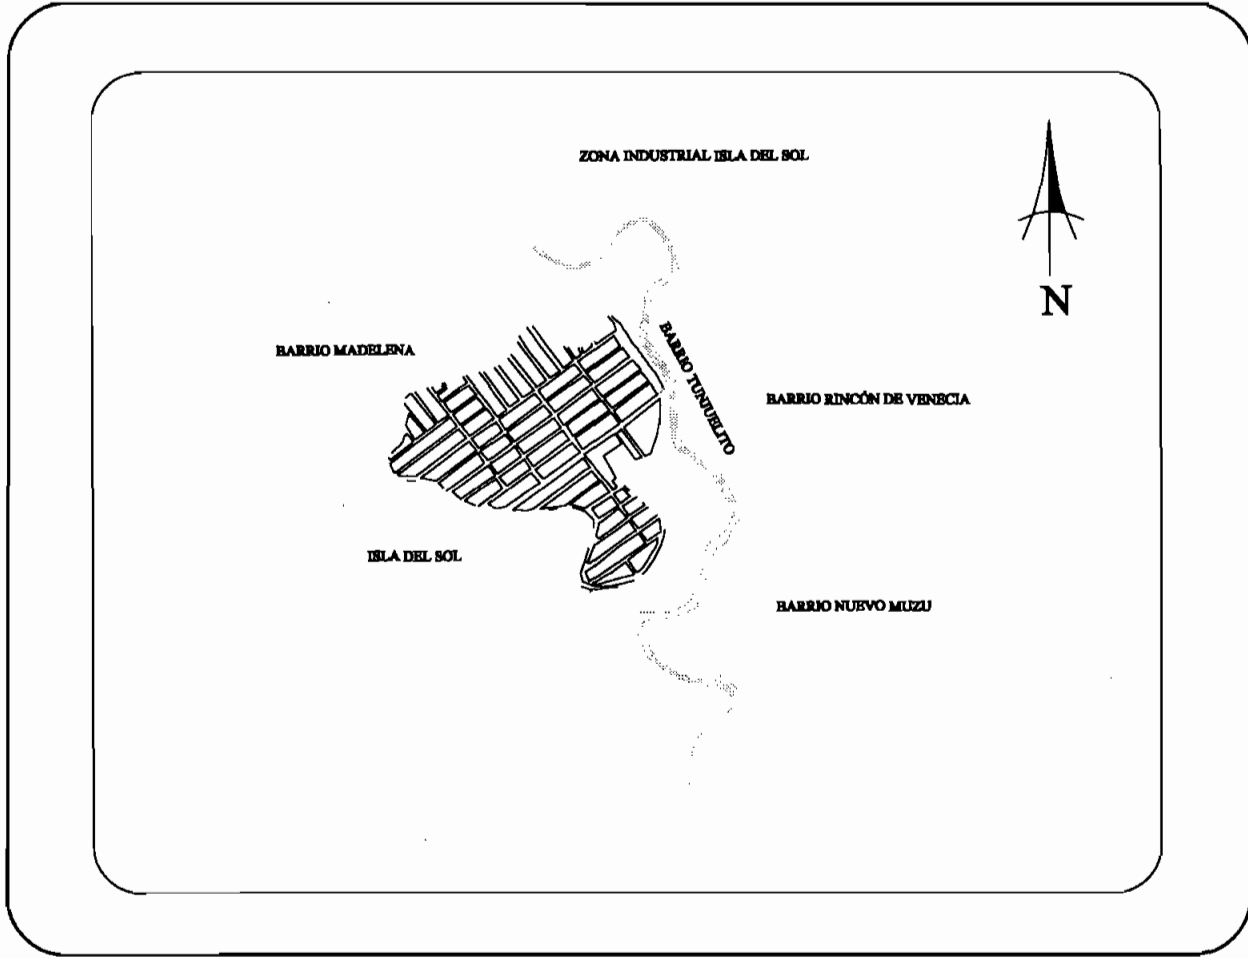 ZONA INDUSTRIAL ISLA DEL SOL
N
BARRIO MADELENA
BARRIO TUNJUELITO
BARRIO RINCÓN DE VENECIA
ISLA DEL SOL
BARRIO NUEVO MUZU